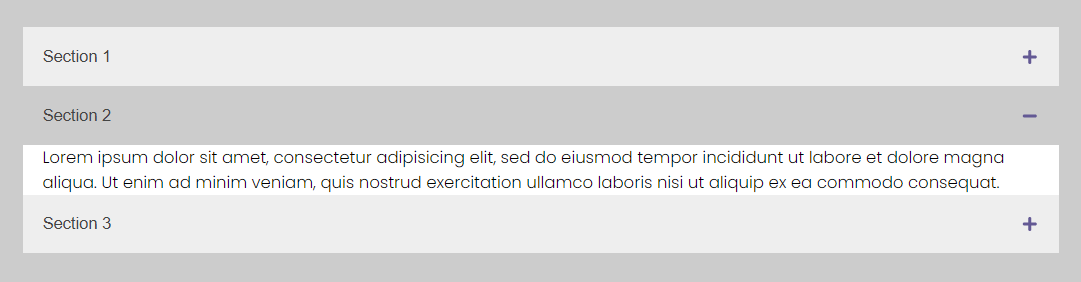 Section 1
Section 2
Lorem ipsum dolor sit amet, consectetur adipisicing elit, sed do eiusmod tempor incididunt ut labore et dolore magna
aliqua. Ut enim ad minim veniam, quis nostrud exercitation ullamco laboris nisi ut aliquip ex ea commodo consequat.
Section 3